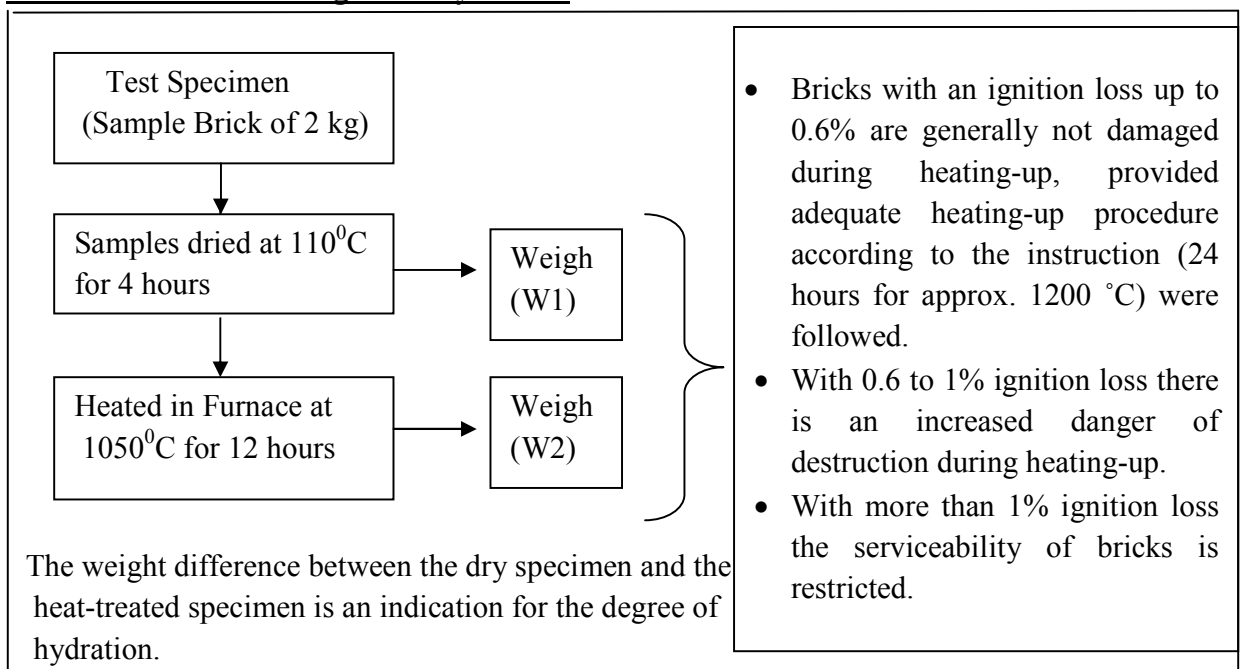 Test Specimen
(Sample Brick of 2 kg)
Samples dried at 110⁰C
for 4 hours
Weigh
(W1)
Heated in Furnace at
1050⁰C for 12 hours
Weigh
(W2)
The weight difference between the dry specimen and the
heat-treated specimen is an indication for the degree of
hydration.
• Bricks with an ignition loss up to
0.6% are generally not damaged
during heating-up, provided
adequate heating-up procedure
according to the instruction (24
hours for approx. 1200 ˚C) were
followed.
• With 0.6 to 1% ignition loss there
is an increased danger of
destruction during heating-up.
• With more than 1% ignition loss
the serviceability of bricks is
restricted.